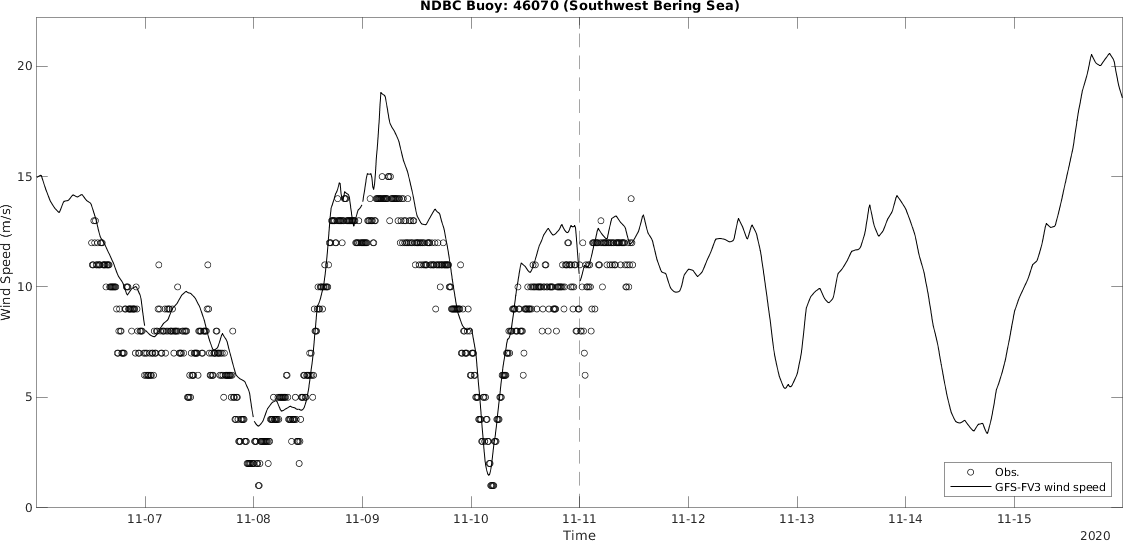 NDBC Buoy: 46070 (Southwest Bering Sea)
Wind Speed (m/s)
20
15
10
5
0
11-07 11-08 11-09 11-10 11-11 11-12 11-13 11-14 11-15
Time
2020
Obs.
GFS-FV3 wind speed